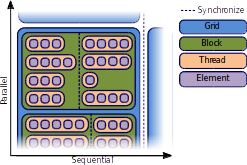 Synchronize
Grid
Block
Thread
Element
Parallel
Sequential